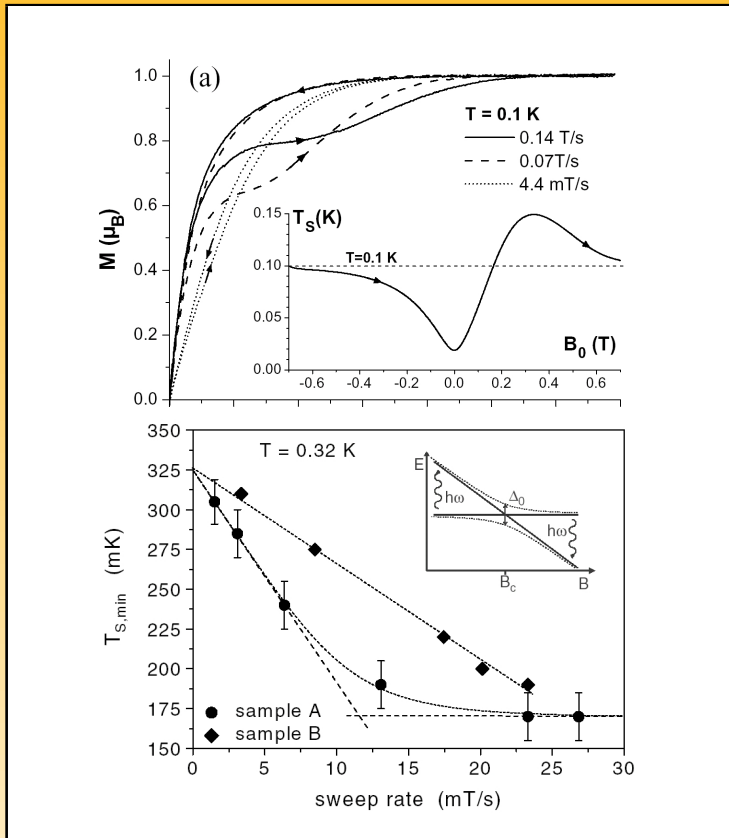 (a)
1.0
0.8
0.6
0.4
0.2
0.0
M (μB)
T = 0.1 K
0.14 T/s
0.07T/s
4.4 mT/s
TS(K)
0.15
0.10
0.05
0.00
T=0.1 K
B0 (T)
-0.6 -0.4 -0.2 0.0 0.2 0.4 0.6
350
325
300
275
250
225
200
175
150
TS,min (mK)
T = 0.32 K
E
hω
Δ0
hω
Bc
B
sample A
sample B
0 5 10 15 20 25 30
sweep rate (mT/s)